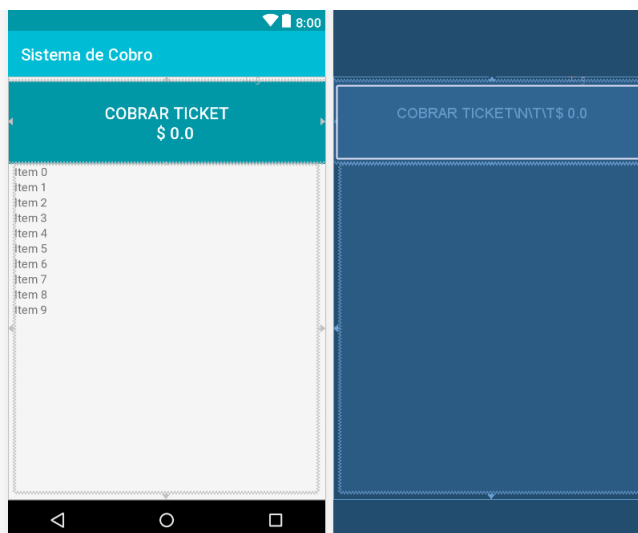 8:00
Sistema de Cobro
COBRAR TICKET
$ 0.0
COBRAR TICKET\N\T\T$ 0.0
Item 0
Item 1
Item 2
Item 3
Item 4
Item 5
Item 6
Item 7
Item 8
Item 9